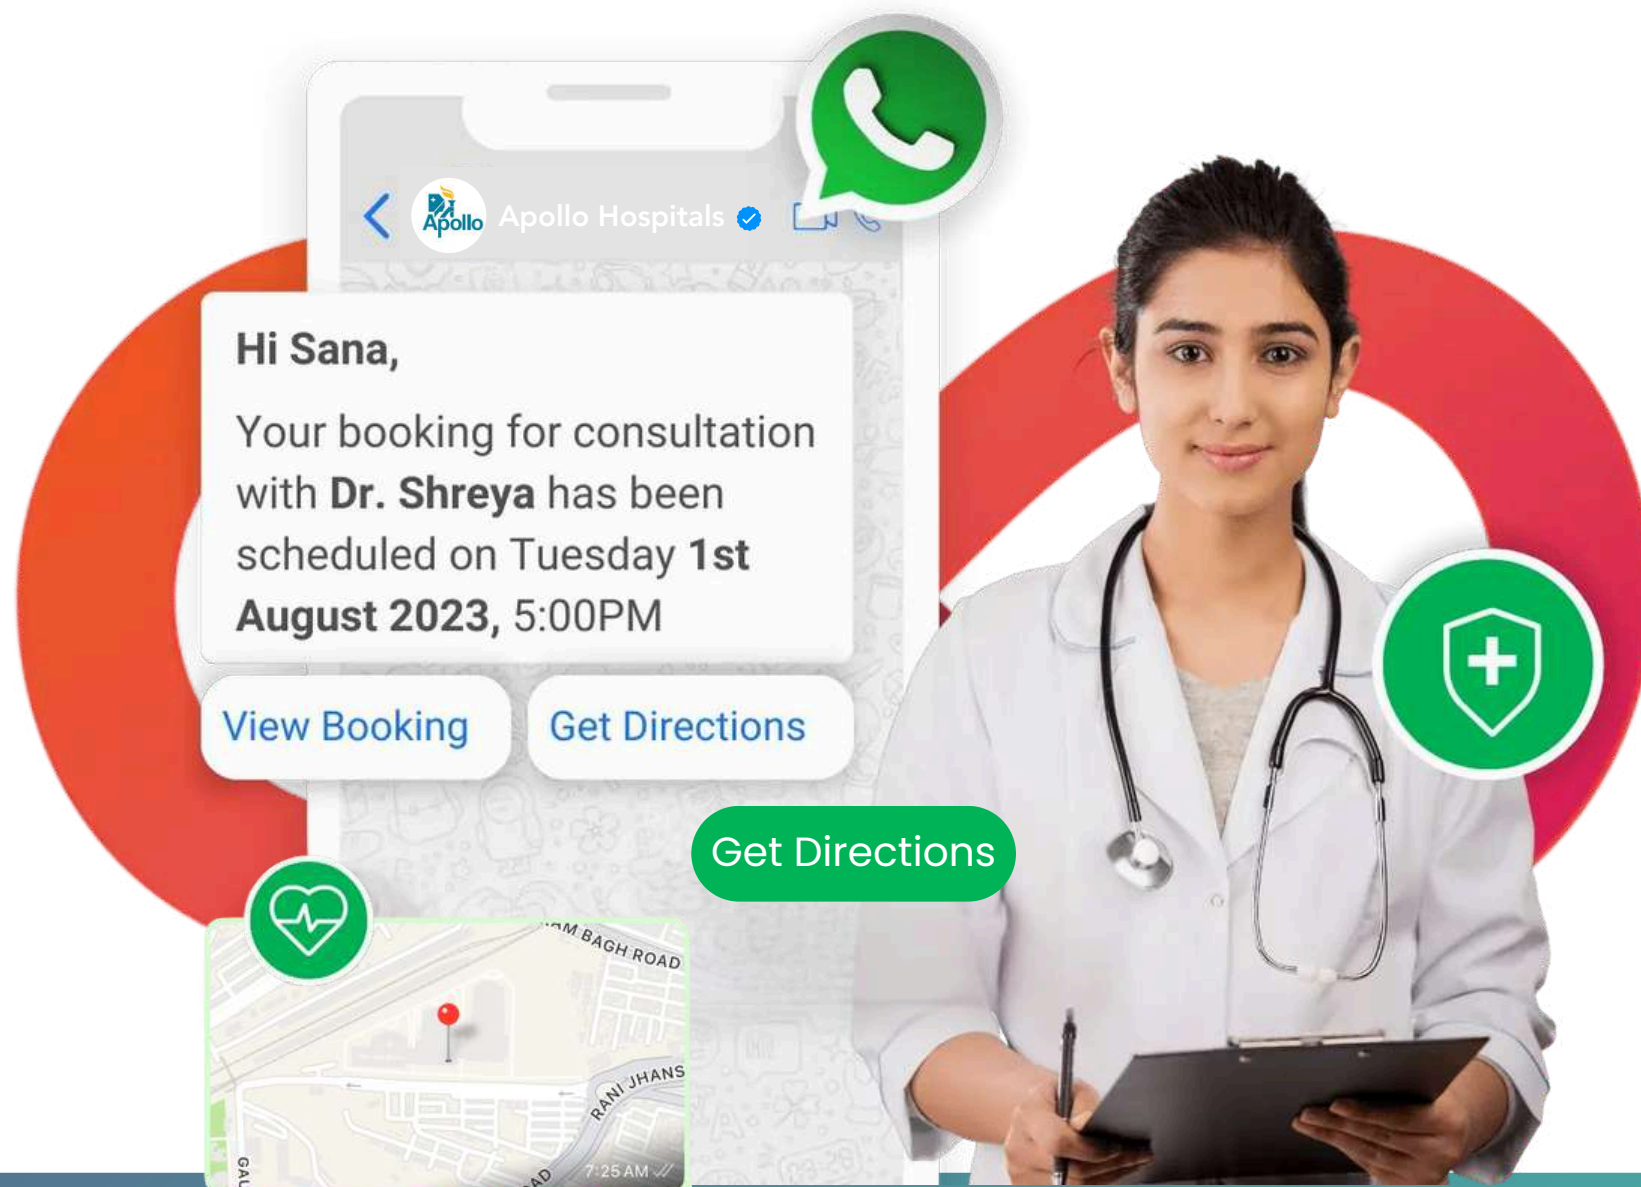 Apollo Apollo Hospitals
Hi Sana,
Your booking for consultation
with Dr. Shreya has been
scheduled on Tuesday 1st
August 2023, 5:00PM
View Booking
Get Directions
Get Directions
BAGH ROAD
RANI JHANS
7:25 AM